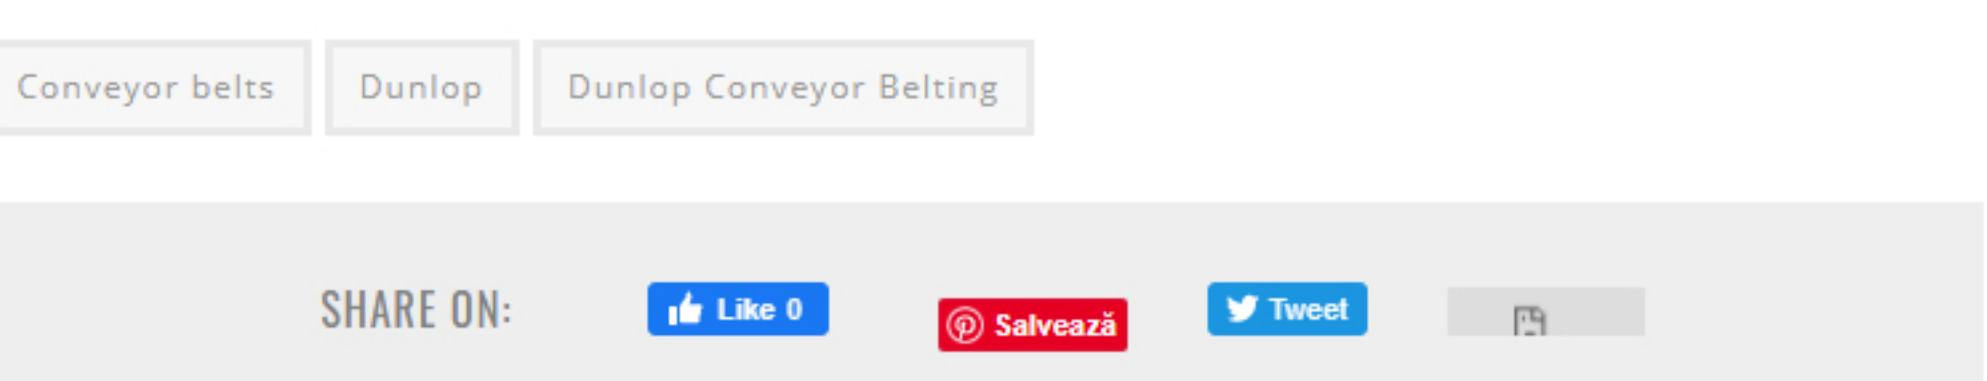 Conveyor belts Dunlop Dunlop Conveyor Belting
SHARE ON: Like 0 Salvează Tweet